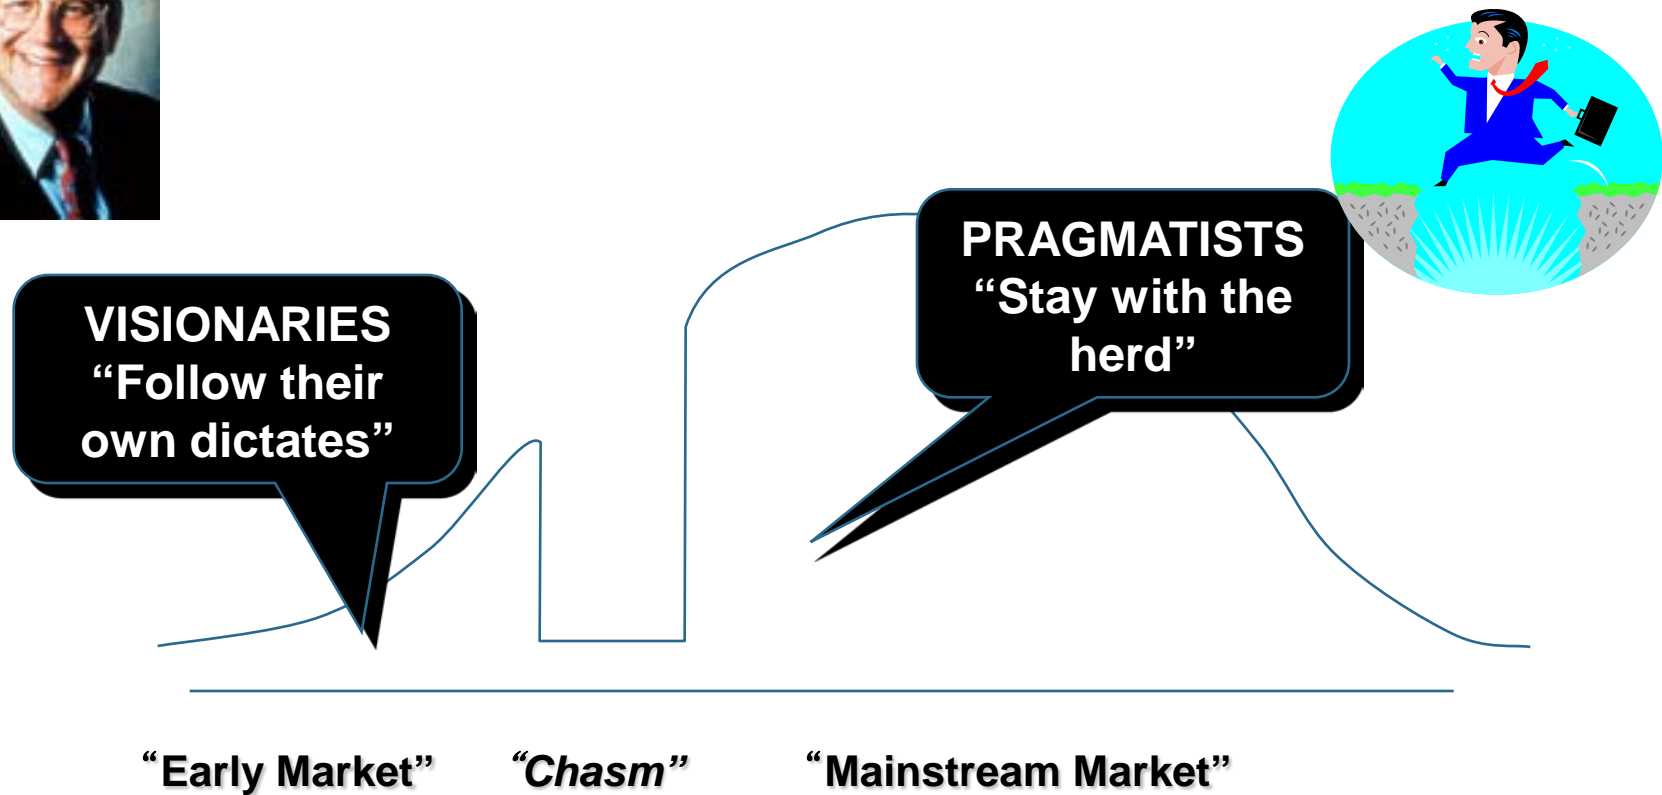 VISIONARIES
“Follow their
own dictates”
PRAGMATISTS
“Stay with the
herd”
“Early Market”
“Chasm”
“Mainstream Market”